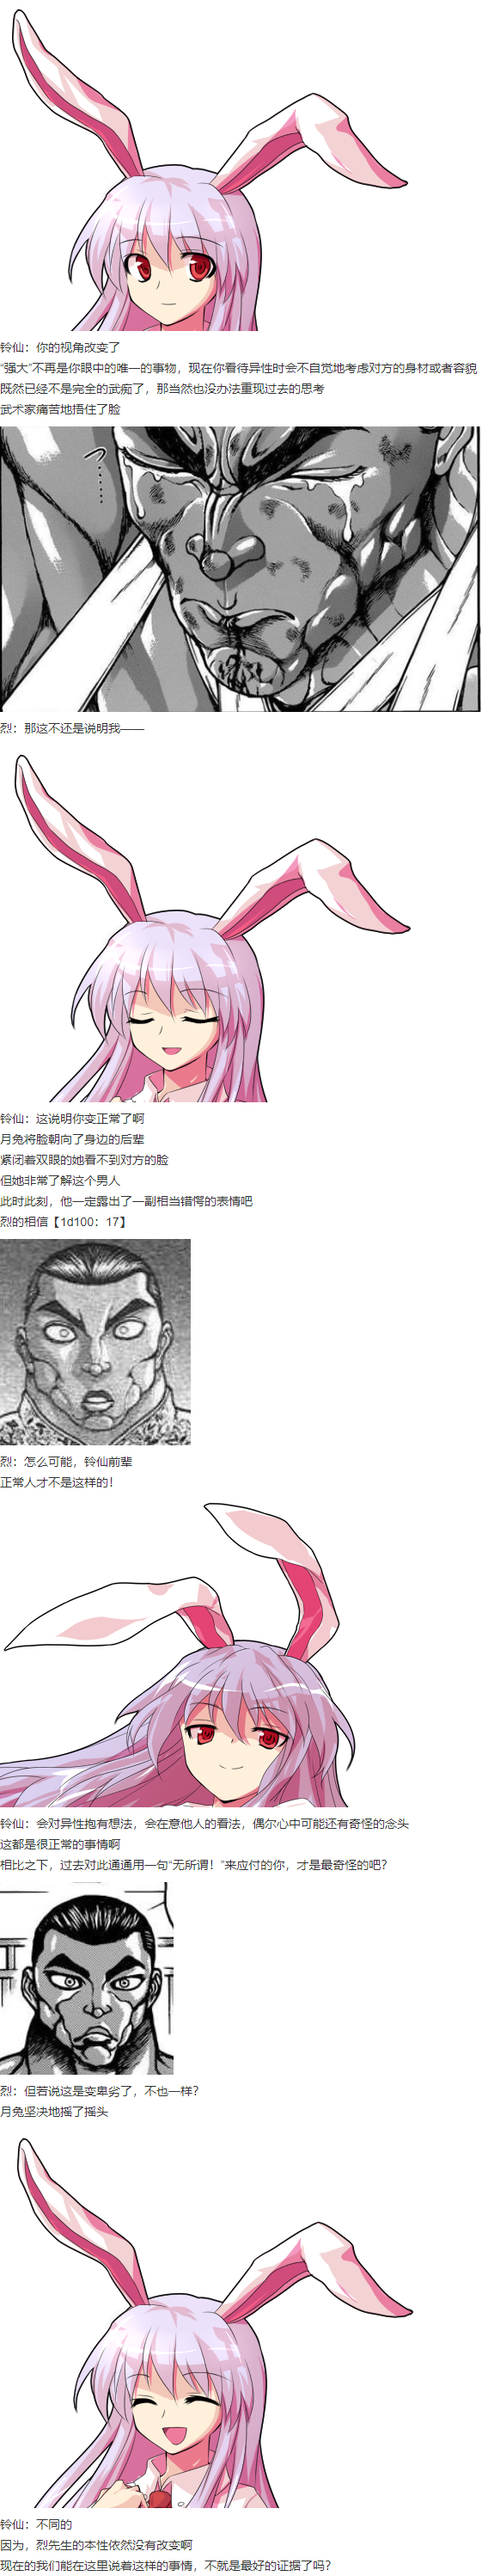 铃仙：你的视角改变了
“强大”不再是你眼中的唯一的事物，现在你看待异性时会不自觉地考虑对方的身材或者容貌
既然已经不是完全的武痴了，那当然也没办法重现过去的思考
武术家痛苦地捂住了脸
烈：那这不还是说明我——
铃仙：这说明你变正常了啊
月兔将脸朝向了身边的后辈
紧闭着双眼的她看不到对方的脸
但她非常了解这个男人
此时此刻，他一定露出了一副相当错愕的表情吧
烈的相信【1d100：17】
烈：怎么可能，铃仙前辈
正常人才不是这样的！
铃仙：会对异性抱有想法，会在意他人的看法，偶尔心中可能还有奇怪的念头
这都是很正常的事情啊
相比之下，过去对此通通用一句“无所谓！”来应付的你，才是最奇怪的吧？
烈：但若说这是变卑劣了，不也一样？
月兔坚决地摇了摇头
铃仙：不同的
因为，烈先生的本性依然没有改变啊
现在的我们能在这里说着这样的事情，不就是最好的证据了吗？